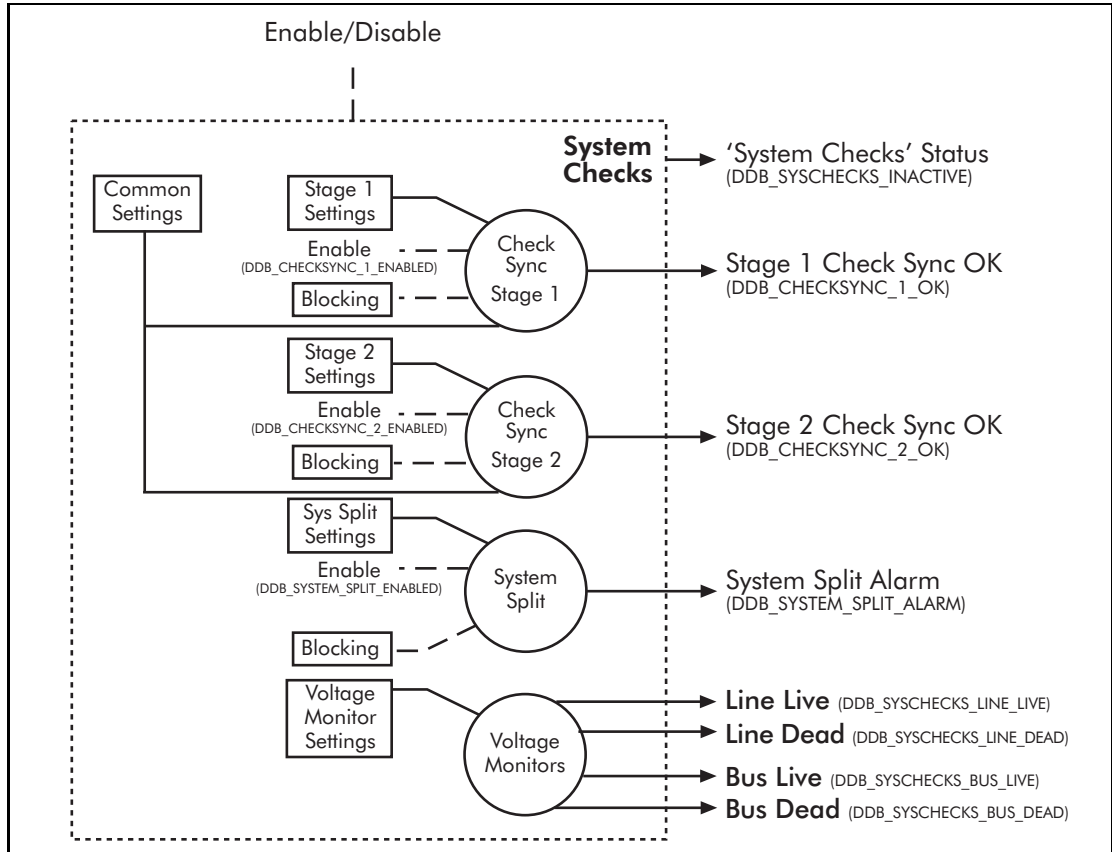 Enable/Disable
System
Checks
'System Checks' Status
(DDB_SYSCHECKS_INACTIVE)
Common
Settings
Stage 1
Settings
Enable
(DDB_CHECKSYNC_1_ENABLED)
Blocking
Check
Sync
Stage 1
Stage 1 Check Sync OK
(DDB_CHECKSYNC_1_OK)
Stage 2
Settings
Enable
(DDB_CHECKSYNC_2_ENABLED)
Blocking
Check
Sync
Stage 2
Stage 2 Check Sync OK
(DDB_CHECKSYNC_2_OK)
Sys Split
Settings
Enable
(DDB_SYSTEM_SPLIT_ENABLED)
Blocking
System
Split
System Split Alarm
(DDB_SYSTEM_SPLIT_ALARM)
Voltage
Monitor
Settings
Voltage
Monitors
Line Live (DDB_SYSCHECKS_LINE_LIVE)
Line Dead (DDB_SYSCHECKS_LINE_DEAD)
Bus Live (DDB_SYSCHECKS_BUS_LIVE)
Bus Dead (DDB_SYSCHECKS_BUS_DEAD)